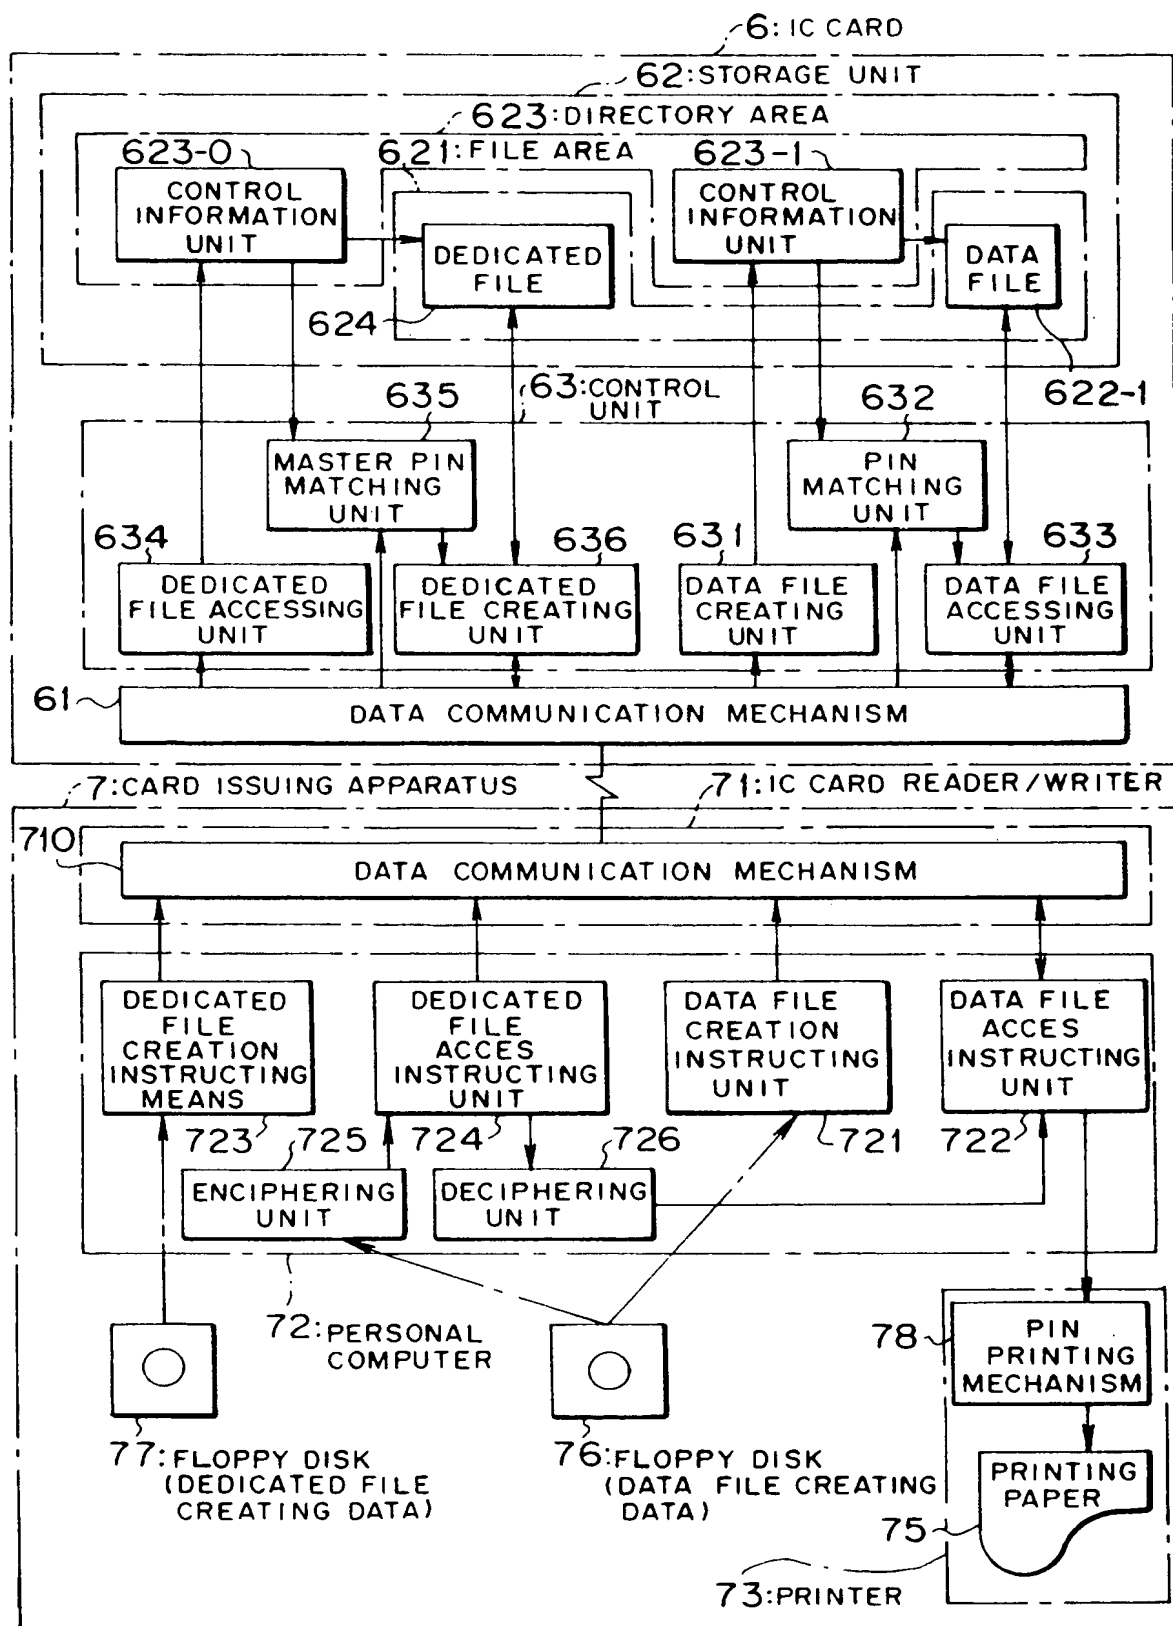 6: IC CARD
62: STORAGE UNIT
623: DIRECTORY AREA
623-0
621: FILE AREA
623-1
CONTROL
INFORMATION
UNIT
CONTROL
INFORMATION
UNIT
DEDICATED
FILE
DATA
FILE
624
622-1
63: CONTROL
UNIT
635
632
MASTER PIN
MATCHING
UNIT
PIN
MATCHING
UNIT
634
636
631
633
DEDICATED
FILE ACCESSING
UNIT
DEDICATED
FILE CREATING
UNIT
DATA FILE
CREATING
UNIT
DATA FILE
ACCESSING
UNIT
61
DATA COMMUNICATION MECHANISM
7: CARD ISSUING APPARATUS
71: IC CARD READER/WRITER
710
DATA COMMUNICATION MECHANISM
DEDICATED
FILE
CREATION
INSTRUCTING
MEANS
DEDICATED
FILE
ACCES
INSTRUCTING
UNIT
DATA FILE
CREATION
INSTRUCTING
UNIT
DATA FILE
ACCES
INSTRUCTING
UNIT
723
725
724
726
721
722
ENCIPHERING
UNIT
DECIPHERING
UNIT
72: PERSONAL
COMPUTER
78
PIN
PRINTING
MECHANISM
77: FLOPPY DISK
(DEDICATED FILE
CREATING DATA)
76: FLOPPY DISK
(DATA FILE CREATING
DATA)
PRINTING
PAPER
75
73: PRINTER